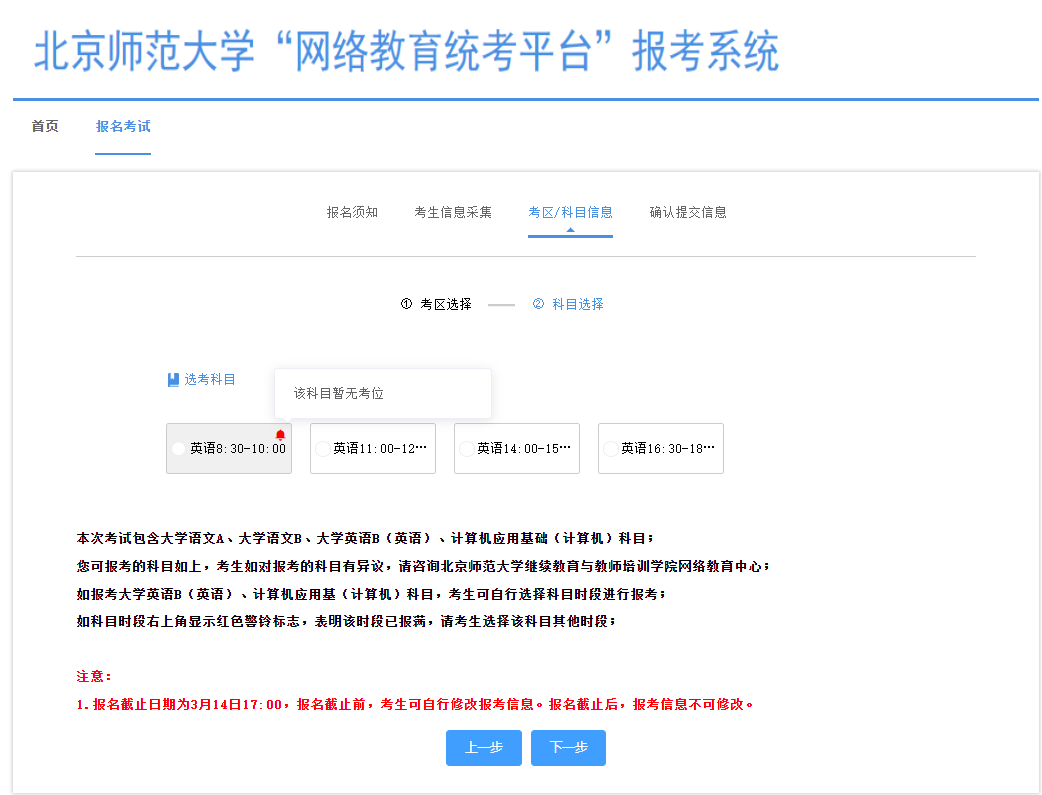 北京师范大学“网络教育统考平台”报考系统
首页 报名考试
报名须知 考生信息采集 考区/科目信息 确认提交信息
① 考区选择 ② 科目选择
选考科目
该科目暂无考位
英语8:30-10:00 英语11:00-12… 英语14:00-15… 英语16:30-18…
本次考试包含大学语文A、大学语文B、大学英语B（英语）、计算机应用基础（计算机）科目；
您可报考的科目如上，考生如对报考的科目有异议，请咨询北京师范大学继续教育与教师培训学院网络教育中心；
如报考大学英语B（英语）、计算机应用基（计算机）科目，考生可自行选择科目时段进行报考；
如科目时段右上角显示红色警铃标志，表明该时段已报满，请考生选择该科目其他时段；
注意：
1.报名截止日期为3月14日17:00，报名截止前，考生可自行修改报考信息。报名截止后，报考信息不可修改。
上一步 下一步